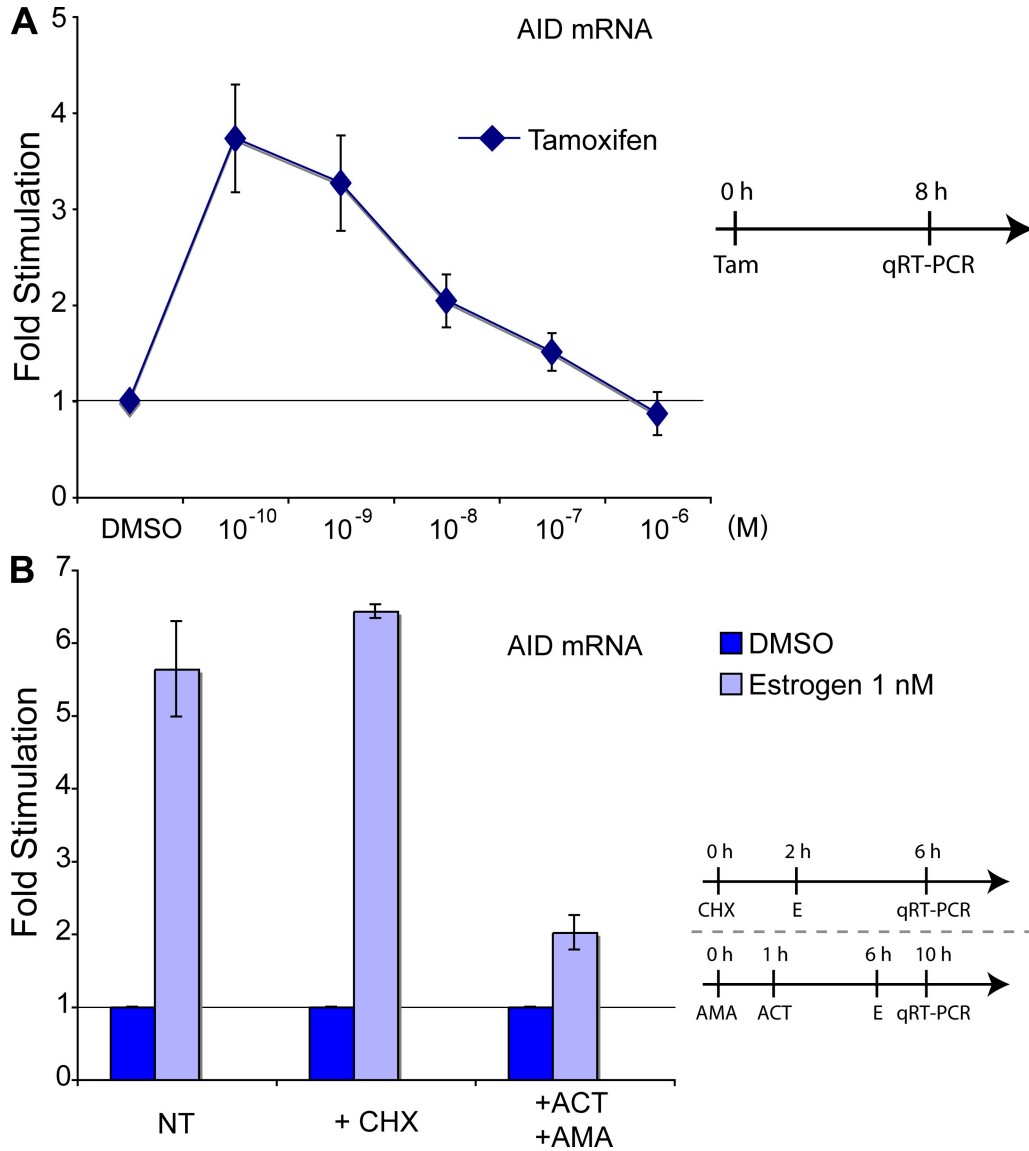 A
AID mRNA
Fold Stimulation
5
4
3
2
1
0
Tamoxifen
DMSO 10-10 10-9 10-8 10-7 10-6 (M)
0 h 8 h
Tam qRT-PCR
B
AID mRNA
Fold Stimulation
7
6
5
4
3
2
1
0
DMSO
Estrogen 1 nM
NT + CHX +ACT
+AMA
0 h 2 h 6 h
CHX E qRT-PCR
0 h 1 h 6 h 10 h
AMA ACT E qRT-PCR